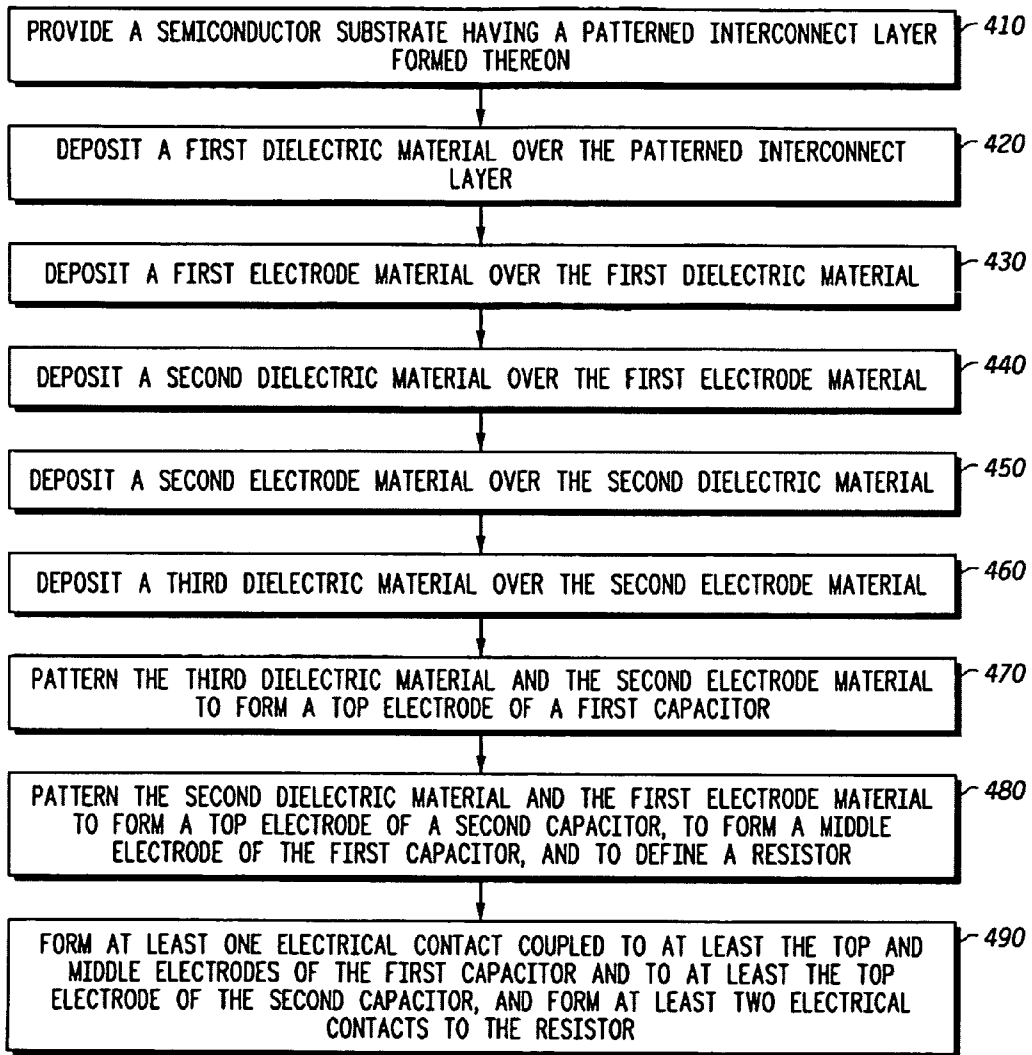 PROVIDE A SEMICONDUCTOR SUBSTRATE HAVING A PATTERNED INTERCONNECT LAYER
FORMED THEREON
410
DEPOSIT A FIRST DIELECTRIC MATERIAL OVER THE PATTERNED INTERCONNECT
LAYER
420
DEPOSIT A FIRST ELECTRODE MATERIAL OVER THE FIRST DIELECTRIC MATERIAL
430
DEPOSIT A SECOND DIELECTRIC MATERIAL OVER THE FIRST ELECTRODE MATERIAL
440
DEPOSIT A SECOND ELECTRODE MATERIAL OVER THE SECOND DIELECTRIC MATERIAL
450
DEPOSIT A THIRD DIELECTRIC MATERIAL OVER THE SECOND ELECTRODE MATERIAL
460
PATTERN THE THIRD DIELECTRIC MATERIAL AND THE SECOND ELECTRODE MATERIAL
TO FORM A TOP ELECTRODE OF A FIRST CAPACITOR
470
PATTERN THE SECOND DIELECTRIC MATERIAL AND THE FIRST ELECTRODE MATERIAL
TO FORM A TOP ELECTRODE OF A SECOND CAPACITOR, TO FORM A MIDDLE
ELECTRODE OF THE FIRST CAPACITOR, AND TO DEFINE A RESISTOR
480
FORM AT LEAST ONE ELECTRICAL CONTACT COUPLED TO AT LEAST THE TOP AND
MIDDLE ELECTRODES OF THE FIRST CAPACITOR AND TO AT LEAST THE TOP
ELECTRODE OF THE SECOND CAPACITOR, AND FORM AT LEAST TWO ELECTRICAL
CONTACTS TO THE RESISTOR
490